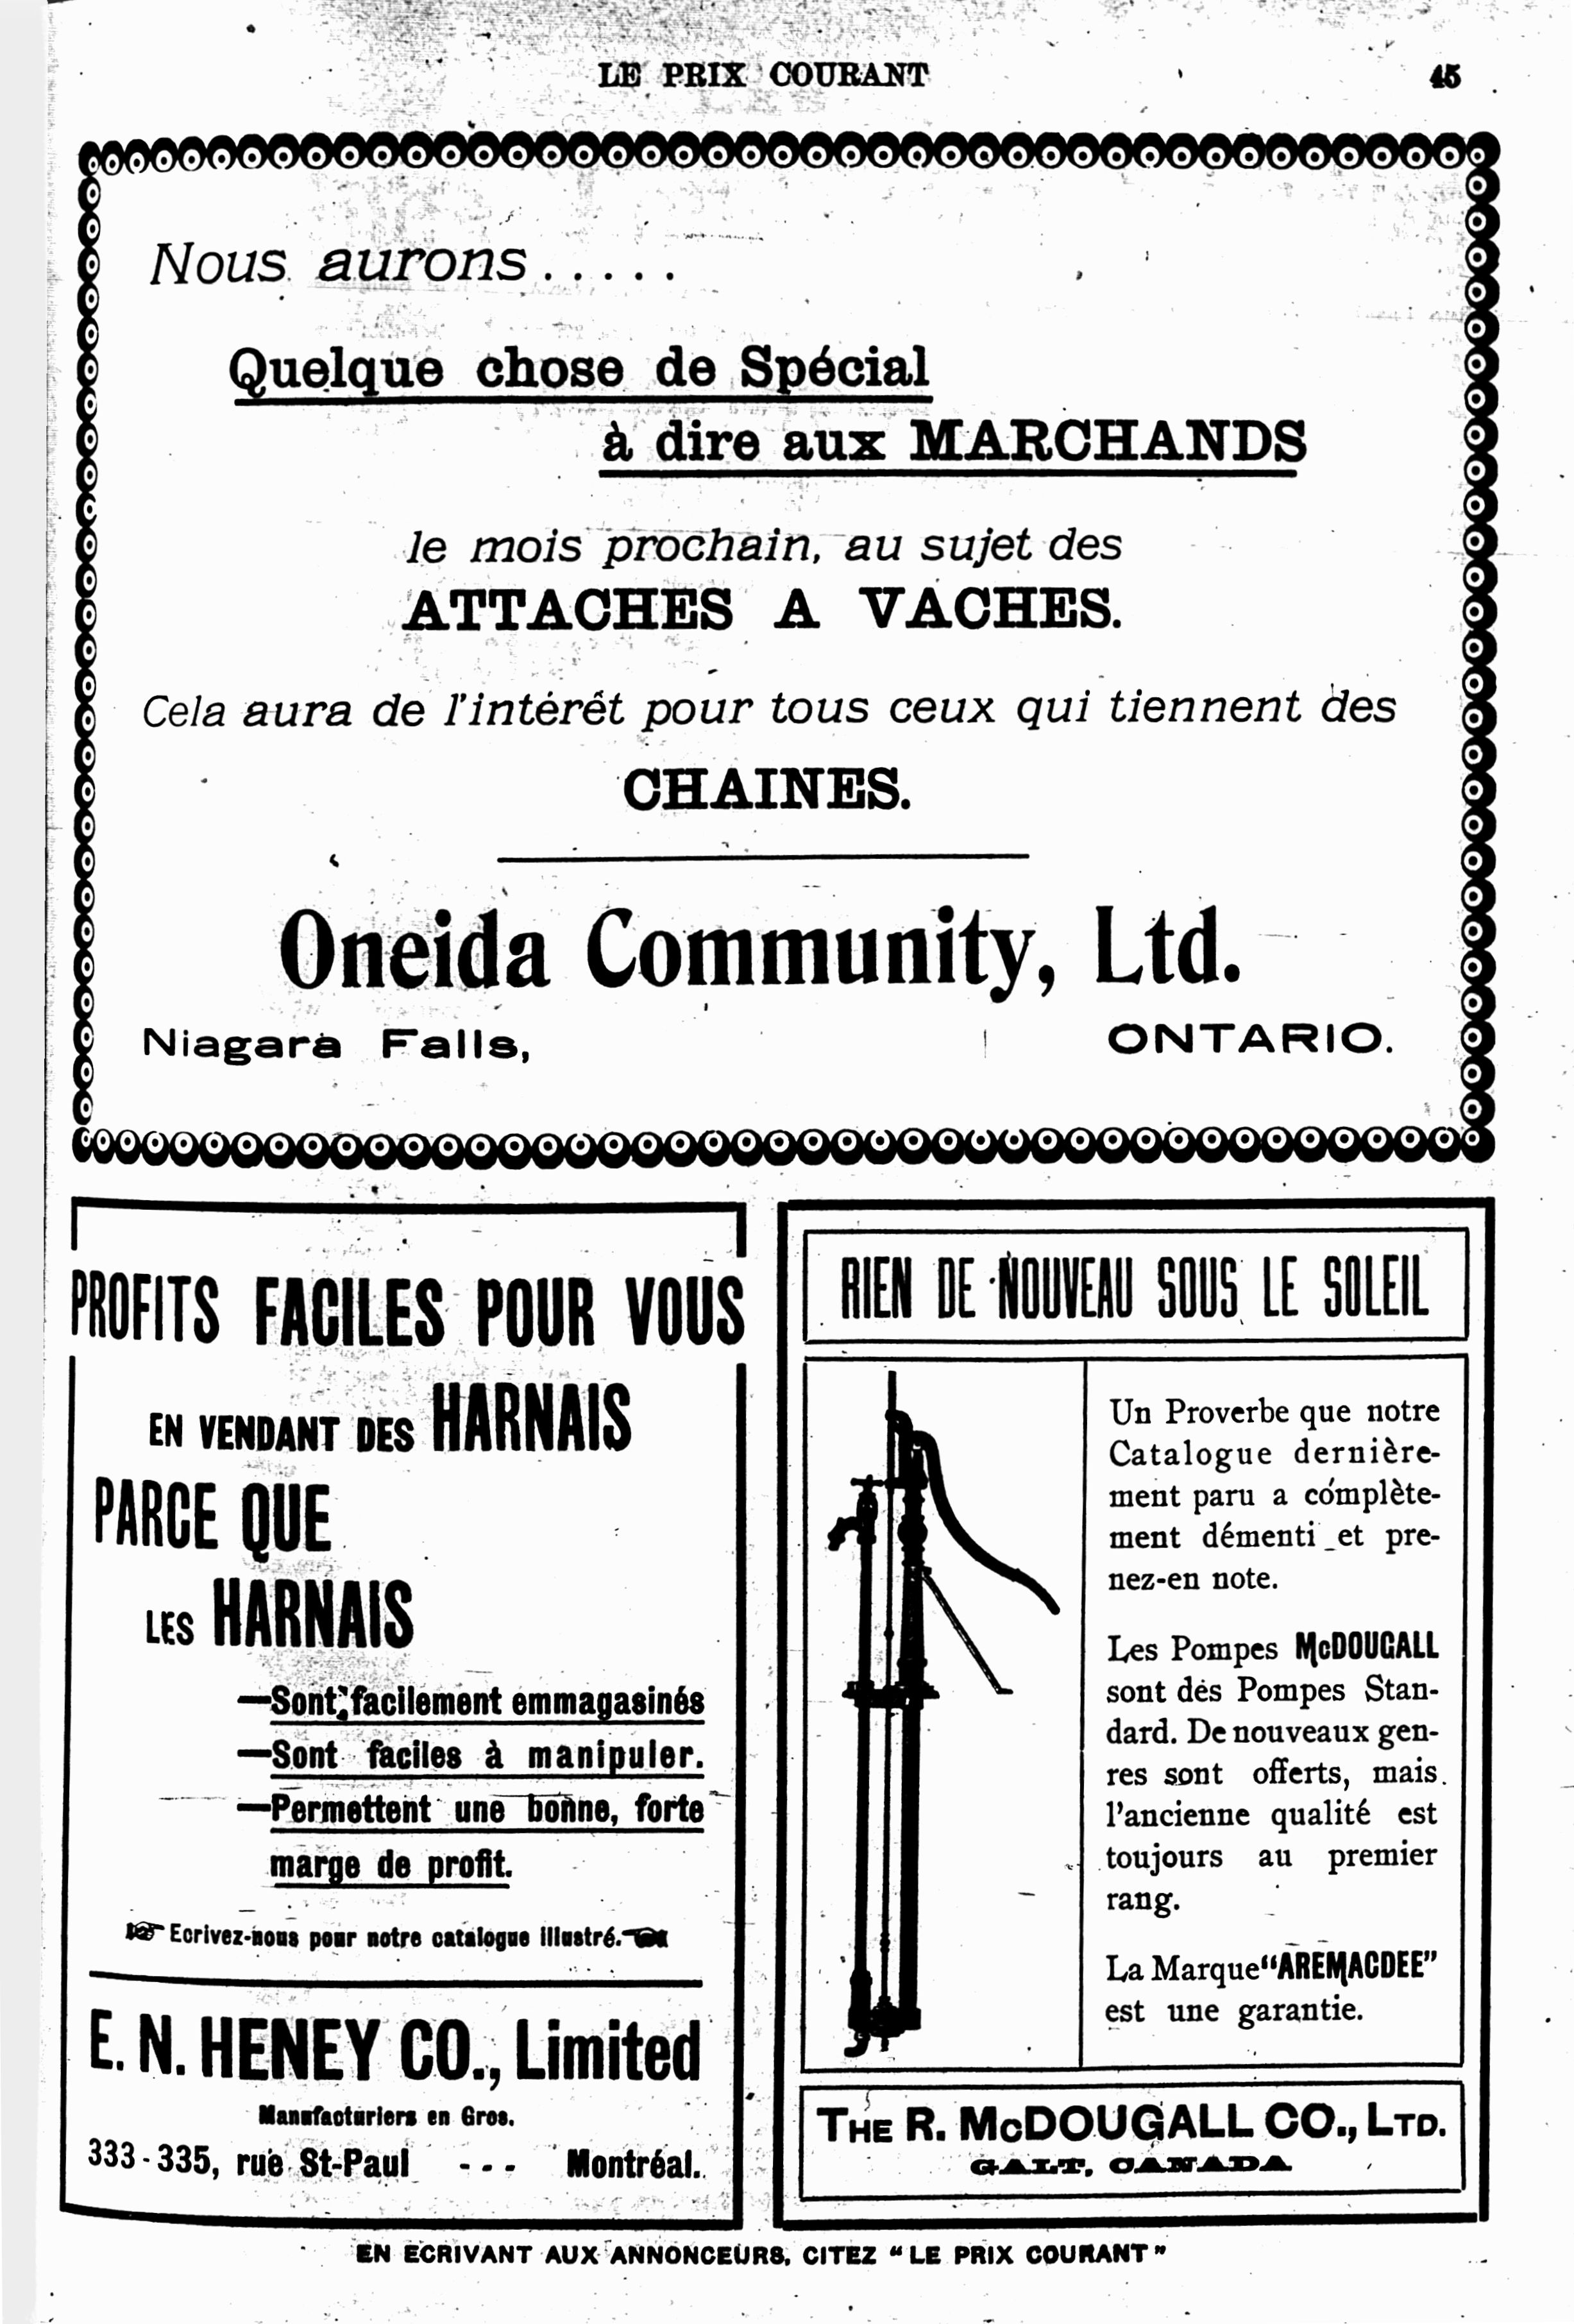 LE PRIX COURANT
45
Nous aurons.....
Quelque chose de Spécial
à dire aux MARCHANDS
le mois prochain, au sujet des
ATTACHES A VACHES.
Cela aura de l'intérêt pour tous ceux qui tiennent des
CHAINES.
Oneida Community, Ltd.
Niagara Falls, ONTARIO.
PROFITS FACILES POUR VOUS
EN VENDANT DES HARNAIS
PARCE QUE
LES HARNAIS
—Sont facilement emmagasinés
—Sont faciles à manipuler.
—Permettent une bonne, forte
marge de profit.
Ecrivez-nous pour notre catalogue illustré.
E. N. HENEY CO., Limited
Manufacturiers en Gros.
333-335, rue St-Paul - - - Montréal.
RIEN DE NOUVEAU SOUS LE SOLEIL
Un Proverbe que notre
Catalogue dernière-
ment paru a complète-
ment démenti et pre-
nez-en note.
Les Pompes McDOUGALL
sont des Pompes Stan-
dard. De nouveaux gen-
res sont offerts, mais
l'ancienne qualité est
toujours au premier
rang.
La Marque "AREMACDEE"
est une garantie.
THE R. McDOUGALL CO., LTD.
GALT, CANADA
EN ECRIVANT AUX ANNONCEURS, CITEZ "LE PRIX COURANT"